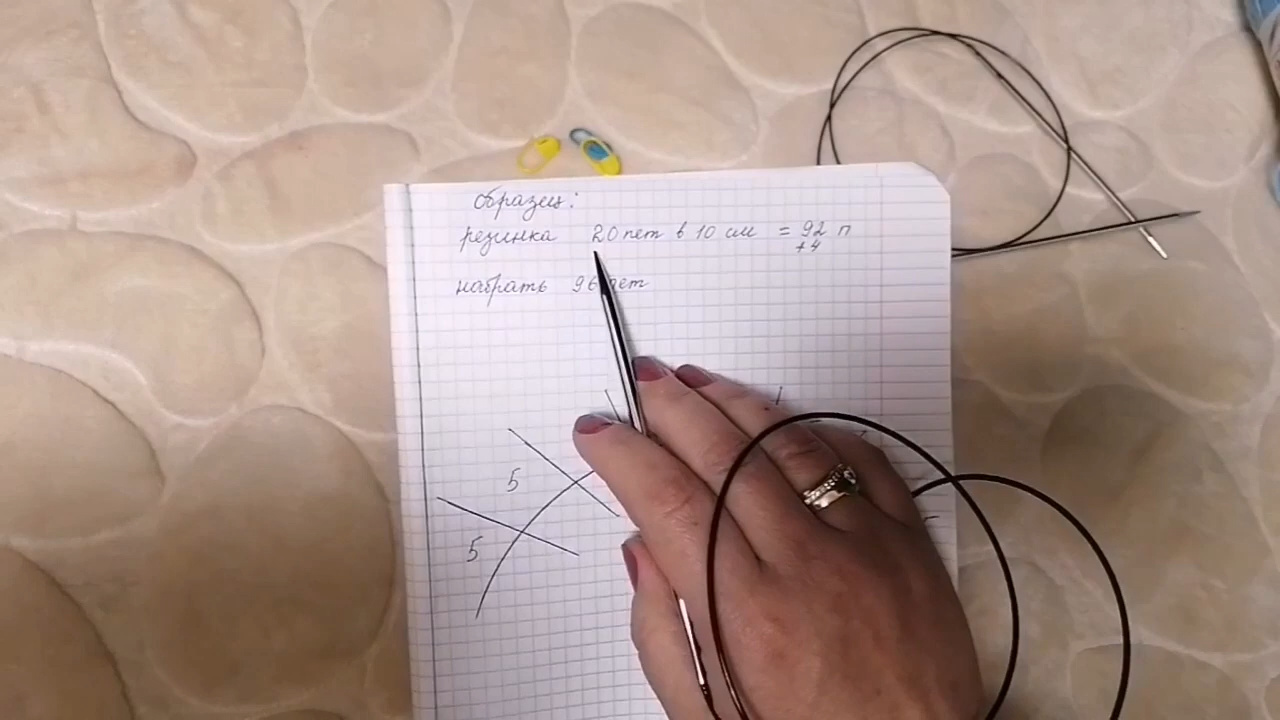 образец:
резинка 20 пет в 10 см = 92 п
+4
набрать 96 пет
5
5